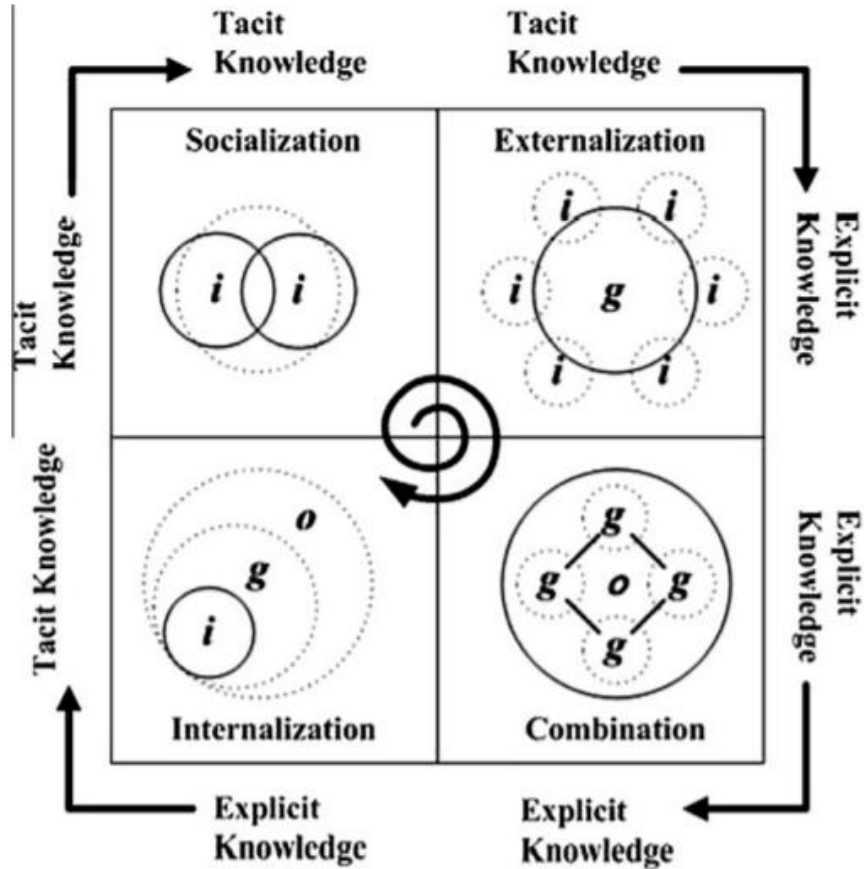 Tacit
Knowledge
Tacit
Knowledge
Socialization
Externalization
i
i
i
i
i
g
i
i
i
i
Tacit
Knowledge
Explicit
Knowledge
Tacit Knowledge
o
g
i
g
g
o
g
g
Explicit
Knowledge
Internalization
Combination
Explicit
Knowledge
Explicit
Knowledge